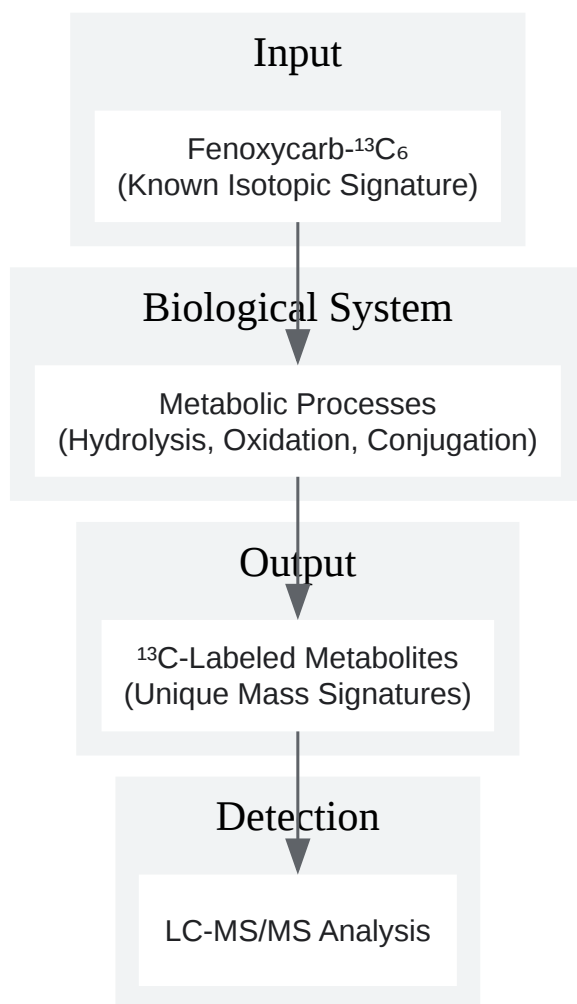 Input
Fenoxycarb-¹³C₆
(Known Isotopic Signature)
Biological System
Metabolic Processes
(Hydrolysis, Oxidation, Conjugation)
Output
¹³C-Labeled Metabolites
(Unique Mass Signatures)
Detection
LC-MS/MS Analysis